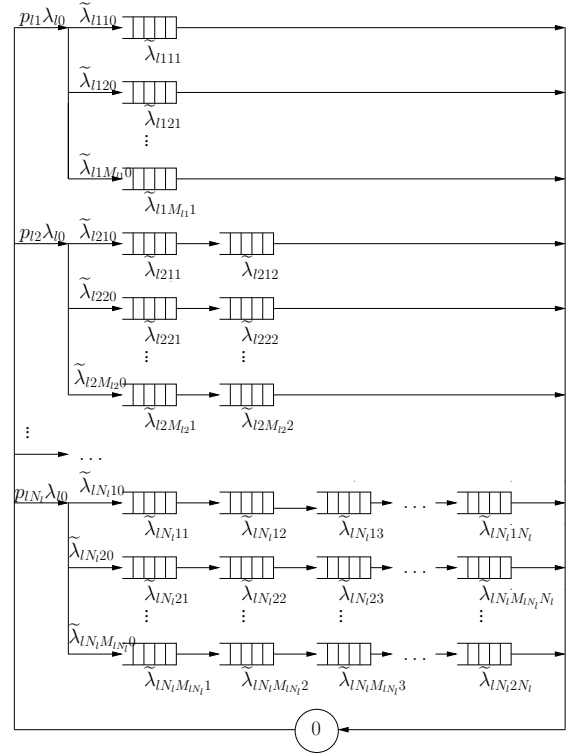 p_{l1}λ_{l0} λ̃_{l110}
λ̃_{l111}
λ̃_{l120}
λ̃_{l121}
⋮
λ̃_{l1M_{l1}0}
λ̃_{l1M_{l1}1}
p_{l2}λ_{l0} λ̃_{l210}
λ̃_{l211} λ̃_{l212}
λ̃_{l220}
λ̃_{l221} λ̃_{l222}
⋮ ⋮
λ̃_{l2M_{l2}0}
λ̃_{l2M_{l2}1} λ̃_{l2M_{l2}2}
⋮
...
p_{lN_l}λ_{l0} λ̃_{lN_l10}
...
λ̃_{lN_l11} λ̃_{lN_l12} λ̃_{lN_l13} λ̃_{lN_l1N_l}
λ̃_{lN_l20}
...
λ̃_{lN_l21} λ̃_{lN_l22} λ̃_{lN_l23} λ̃_{lN_lM_{lN_l}N_l}
⋮ ⋮ ⋮ ⋮
λ̃_{lN_lM_{lN_l}0}
...
λ̃_{lN_lM_{lN_l}1} λ̃_{lN_lM_{lN_l}2} λ̃_{lN_lM_{lN_l}3} λ̃_{lN_l2N_l}
0